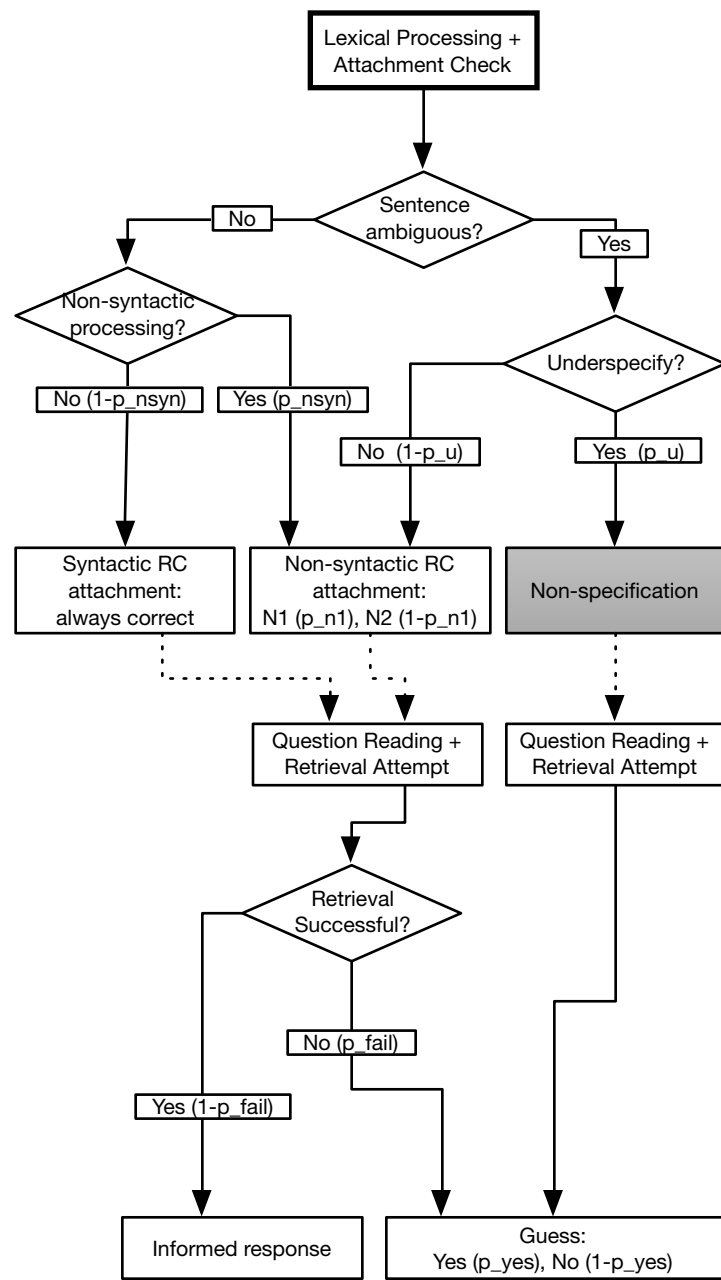 Lexical Processing +
Attachment Check
Sentence
ambiguous?
No
Yes
Non-syntactic
processing?
Underspecify?
No (1-p_nsyn)
Yes (p_nsyn)
No (1-p_u)
Yes (p_u)
Syntactic RC
attachment:
always correct
Non-syntactic RC
attachment:
N1 (p_n1), N2 (1-p_n1)
Non-specification
Question Reading +
Retrieval Attempt
Question Reading +
Retrieval Attempt
Retrieval
Successful?
No (p_fail)
Yes (1-p_fail)
Informed response
Guess:
Yes (p_yes), No (1-p_yes)